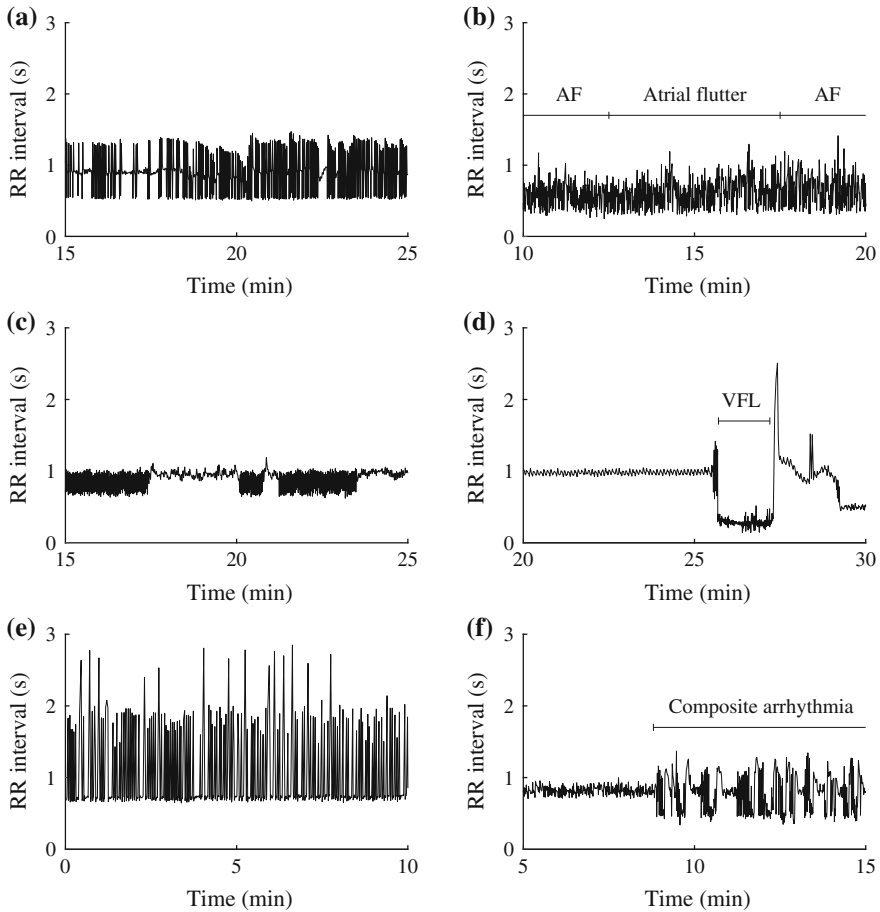 (a)
RR interval (s)
3
2
1
0
15 20 25
Time (min)
(b)
RR interval (s)
3
2
1
0
AF Atrial flutter AF
10 15 20
Time (min)
(c)
RR interval (s)
3
2
1
0
15 20 25
Time (min)
(d)
RR interval (s)
3
2
1
0
VFL
20 25 30
Time (min)
(e)
RR interval (s)
3
2
1
0
0 5 10
Time (min)
(f)
RR interval (s)
3
2
1
0
Composite arrhythmia
5 10 15
Time (min)